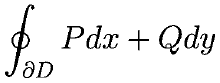 ∮_{∂D} Pdx + Qdy